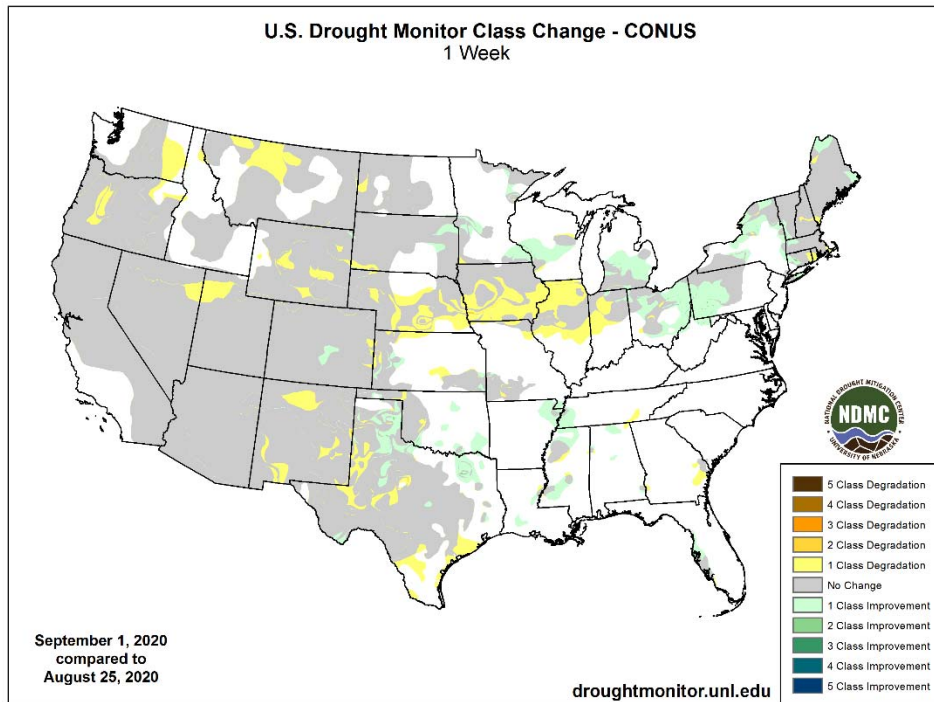 U.S. Drought Monitor Class Change - CONUS
1 Week
NATIONAL DROUGHT MITIGATION CENTER
NDMC
UNIVERSITY OF NEBRASKA
5 Class Degradation
4 Class Degradation
3 Class Degradation
2 Class Degradation
1 Class Degradation
No Change
1 Class Improvement
2 Class Improvement
3 Class Improvement
4 Class Improvement
5 Class Improvement
September 1, 2020
compared to
August 25, 2020
droughtmonitor.unl.edu